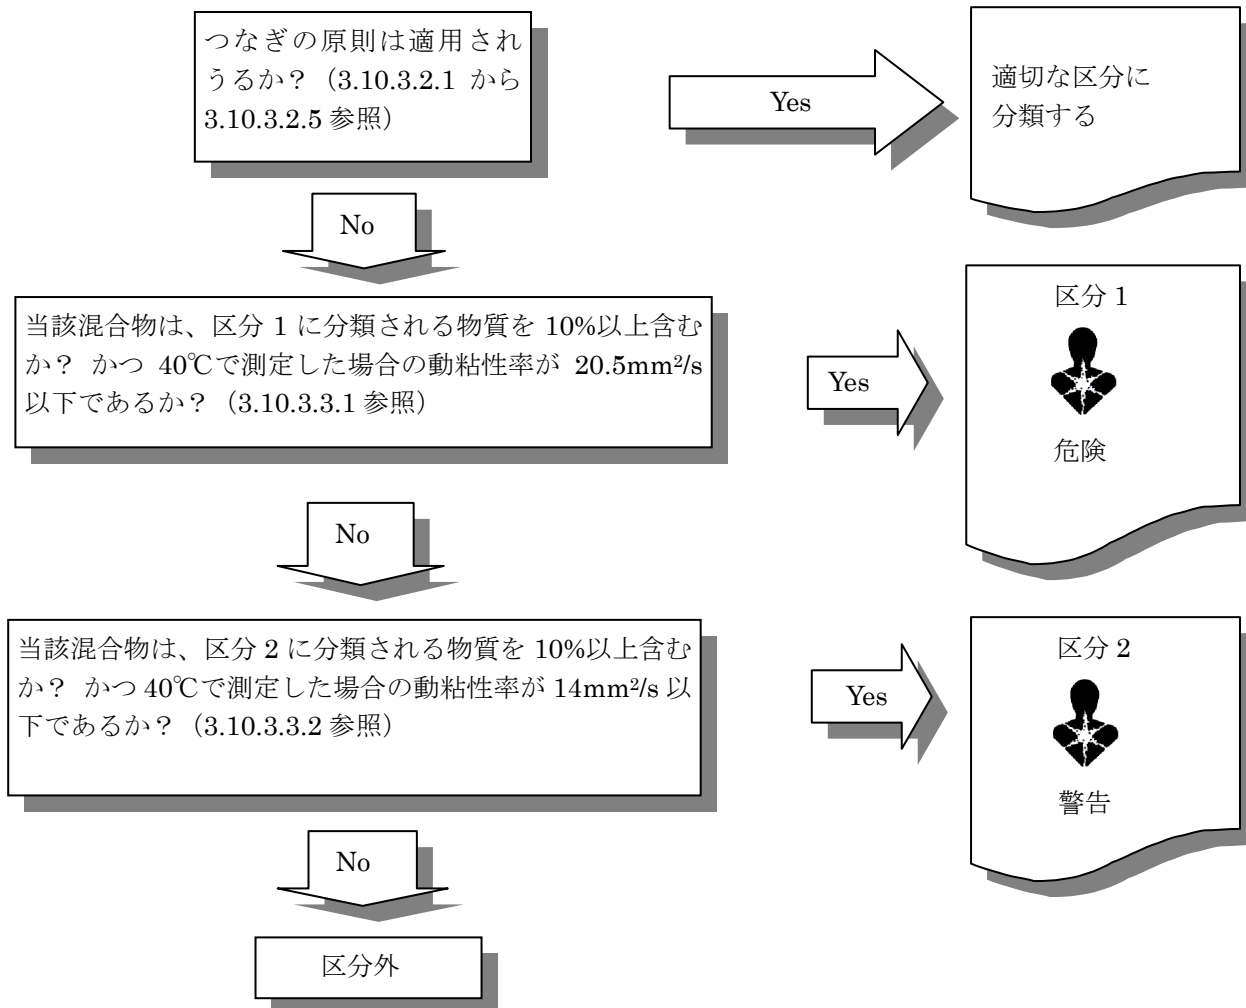 つなぎの原則は適用され
うるか？（3.10.3.2.1 から
3.10.3.2.5 参照）
Yes
適切な区分に
分類する
No
当該混合物は、区分 1 に分類される物質を 10%以上含む
か？ かつ 40℃で測定した場合の動粘性率が 20.5mm²/s
以下であるか？（3.10.3.3.1 参照）
Yes
区分 1
危険
No
当該混合物は、区分 2 に分類される物質を 10%以上含む
か？ かつ 40℃で測定した場合の動粘性率が 14mm²/s 以
下であるか？（3.10.3.3.2 参照）
Yes
区分 2
警告
No
区分外